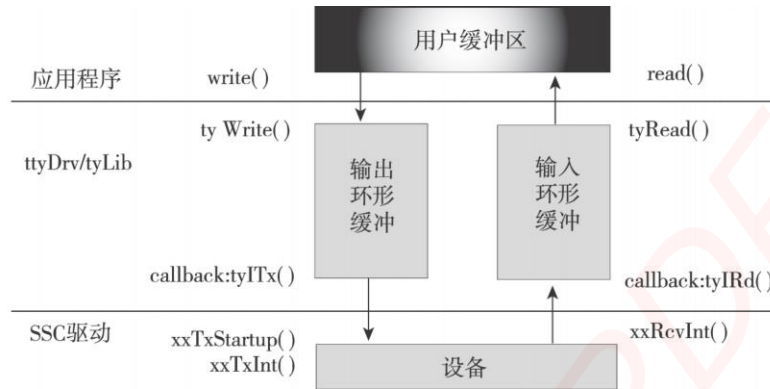 用户缓冲区
应用程序 write() read()
ty Write() tyRead()
ttyDrv/tyLib
输出
环形
缓冲
输入
环形
缓冲
callback:tyITx() callback:tyIRd()
SSC驱动 xxTxStartup() xxRcvInt()
xxTxInt()
设备